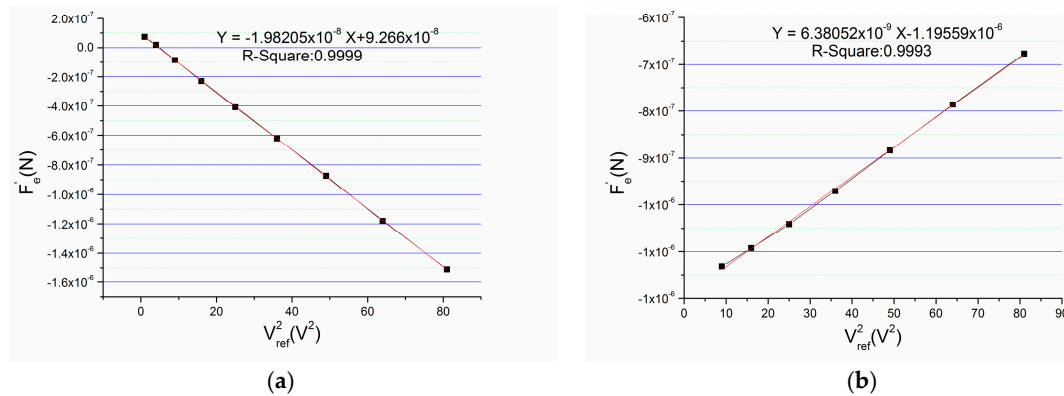 Y = -1.98205x10⁻⁸ X+9.266x10⁻⁸
R-Square:0.9999
2.0x10⁻⁷
0.0
-2.0x10⁻⁷
-4.0x10⁻⁷
-6.0x10⁻⁷
-8.0x10⁻⁷
-1.0x10⁻⁶
-1.2x10⁻⁶
-1.4x10⁻⁶
-1.6x10⁻⁶
F'ₑ(N)
0 20 40 60 80
V²ref(V²)
(a)
Y = 6.38052x10⁻⁹ X-1.19559x10⁻⁶
R-Square:0.9993
-6x10⁻⁷
-7x10⁻⁷
-8x10⁻⁷
-9x10⁻⁷
-1x10⁻⁶
-1x10⁻⁶
-1x10⁻⁶
F'ₑ(N)
0 10 20 30 40 50 60 70 80 90
V²ref(V²)
(b)